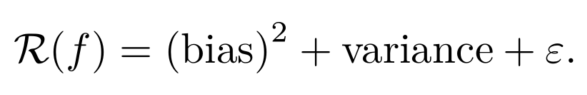 ℛ(f) = (bias)² + variance + ε.